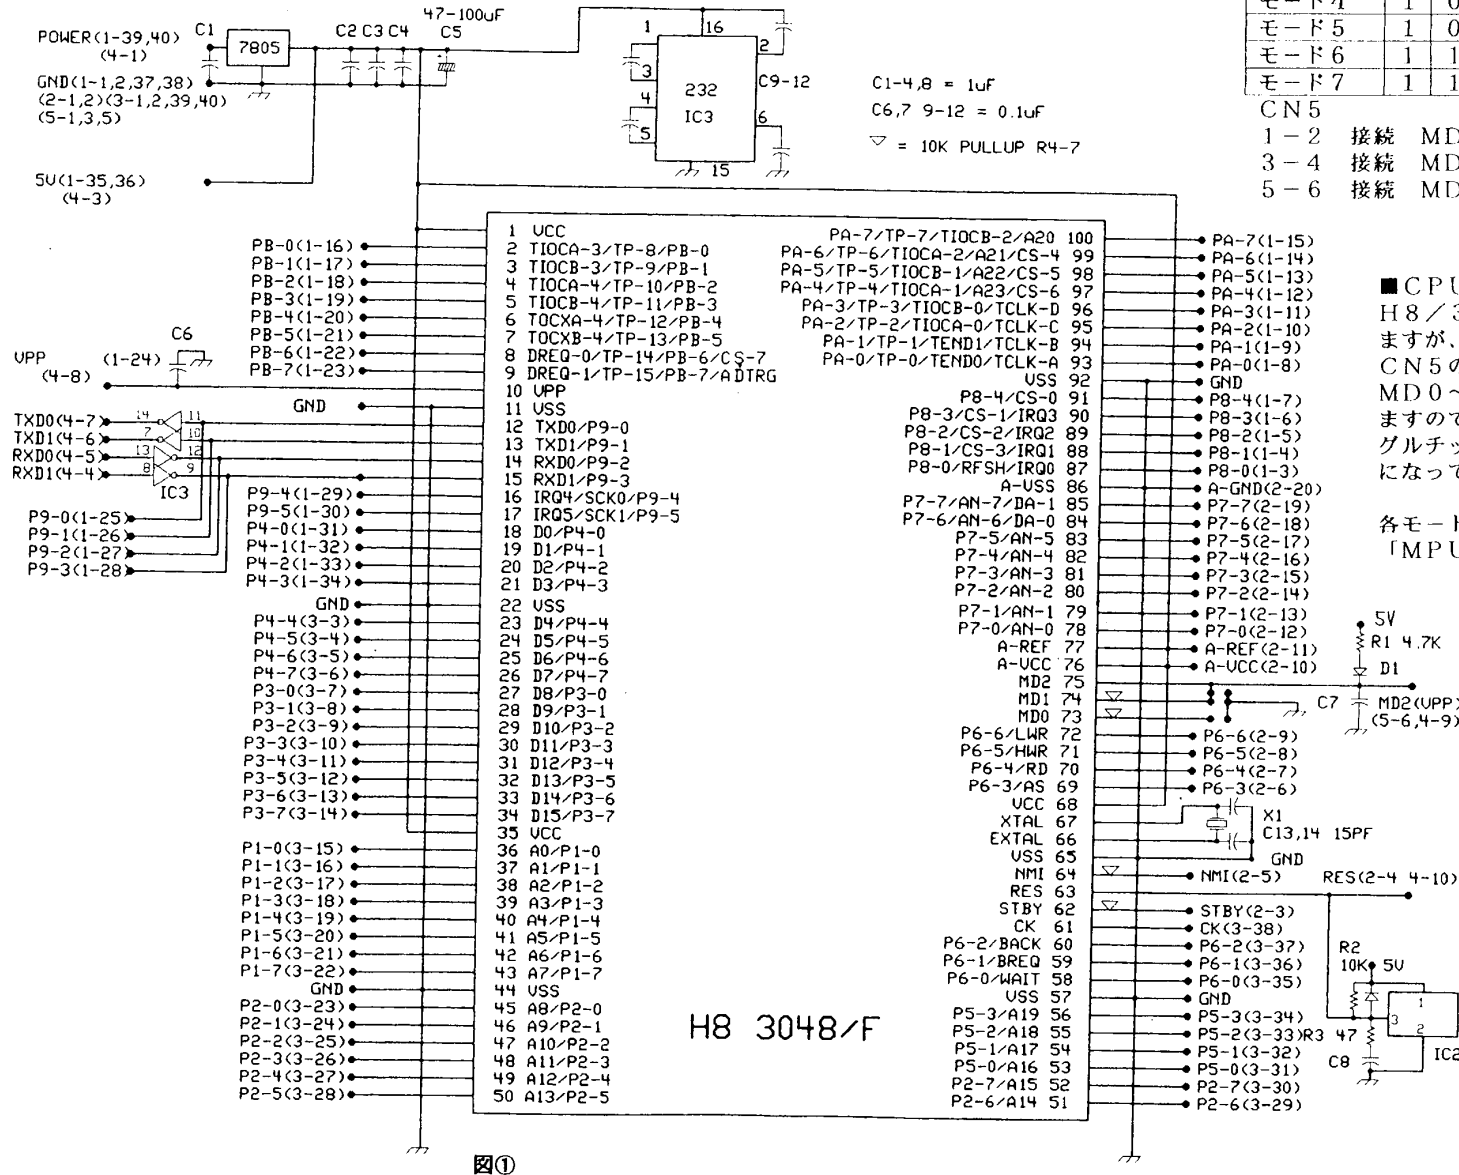 POWER(1-39,40)
(4-1)
C1
7805
C2 C3 C4
47-100uF
C5
GND(1-1,2,37,38)
(2-1,2)(3-1,2,39,40)
(5-1,3,5)
5U(1-35,36)
(4-3)
1
16
2
3
4
5
6
15
232
IC3
C9-12
C1-4,8 = 1uF
C6,7 9-12 = 0.1uF
▽ = 10K PULLUP R4-7
モード4 1 0
モード5 1 0
モード6 1 1
モード7 1 1
CN5
1-2 接続 MD
3-4 接続 MD
5-6 接続 MD
■CPU
H8/3
ますが、
CN5の
MD0~
ますので
グルチッ
になって
各モード
「MPU
PB-0(1-16)
PB-1(1-17)
PB-2(1-18)
PB-3(1-19)
PB-4(1-20)
PB-5(1-21)
PB-6(1-22)
PB-7(1-23)
UPP
(4-8)
(1-24)
C6
GND
TXD0(4-7)
TXD1(4-6)
RXD0(4-5)
RXD1(4-4)
14 11
7 10
13 12
8 9
IC3
P9-0(1-25)
P9-1(1-26)
P9-2(1-27)
P9-3(1-28)
P9-4(1-29)
P9-5(1-30)
P4-0(1-31)
P4-1(1-32)
P4-2(1-33)
P4-3(1-34)
GND
P4-4(3-3)
P4-5(3-4)
P4-6(3-5)
P4-7(3-6)
P3-0(3-7)
P3-1(3-8)
P3-2(3-9)
P3-3(3-10)
P3-4(3-11)
P3-5(3-12)
P3-6(3-13)
P3-7(3-14)
P1-0(3-15)
P1-1(3-16)
P1-2(3-17)
P1-3(3-18)
P1-4(3-19)
P1-5(3-20)
P1-6(3-21)
P1-7(3-22)
GND
P2-0(3-23)
P2-1(3-24)
P2-2(3-25)
P2-3(3-26)
P2-4(3-27)
P2-5(3-28)
1 UCC
2 TIOCA-3/TP-8/PB-0
3 TIOCB-3/TP-9/PB-1
4 TIOCA-4/TP-10/PB-2
5 TIOCB-4/TP-11/PB-3
6 TOCXA-4/TP-12/PB-4
7 TOCXB-4/TP-13/PB-5
8 DREQ-0/TP-14/PB-6/CS-7
9 DREQ-1/TP-15/PB-7/ADTRG
10 UPP
11 USS
12 TXD0/P9-0
13 TXD1/P9-1
14 RXD0/P9-2
15 RXD1/P9-3
16 IRQ4/SCK0/P9-4
17 IRQ5/SCK1/P9-5
18 D0/P4-0
19 D1/P4-1
20 D2/P4-2
21 D3/P4-3
22 USS
23 D4/P4-4
24 D5/P4-5
25 D6/P4-6
26 D7/P4-7
27 D8/P3-0
28 D9/P3-1
29 D10/P3-2
30 D11/P3-3
31 D12/P3-4
32 D13/P3-5
33 D14/P3-6
34 D15/P3-7
35 UCC
36 A0/P1-0
37 A1/P1-1
38 A2/P1-2
39 A3/P1-3
40 A4/P1-4
41 A5/P1-5
42 A6/P1-6
43 A7/P1-7
44 USS
45 A8/P2-0
46 A9/P2-1
47 A10/P2-2
48 A11/P2-3
49 A12/P2-4
50 A13/P2-5
H8 3048/F
PA-7/TP-7/TIOCB-2/A20 100
PA-6/TP-6/TIOCA-2/A21/CS-4 99
PA-5/TP-5/TIOCB-1/A22/CS-5 98
PA-4/TP-4/TIOCA-1/A23/CS-6 97
PA-3/TP-3/TIOCB-0/TCLK-D 96
PA-2/TP-2/TIOCA-0/TCLK-C 95
PA-1/TP-1/TEND1/TCLK-B 94
PA-0/TP-0/TEND0/TCLK-A 93
USS 92
P8-4/CS-0 91
P8-3/CS-1/IRQ3 90
P8-2/CS-2/IRQ2 89
P8-1/CS-3/IRQ1 88
P8-0/RFSH/IRQ0 87
A-USS 86
P7-7/AN-7/DA-1 85
P7-6/AN-6/DA-0 84
P7-5/AN-5 83
P7-4/AN-4 82
P7-3/AN-3 81
P7-2/AN-2 80
P7-1/AN-1 79
P7-0/AN-0 78
A-REF 77
A-UCC 76
MD2 75
MD1 74
MD0 73
P6-6/LWR 72
P6-5/HWR 71
P6-4/RD 70
P6-3/AS 69
UCC 68
XTAL 67
EXTAL 66
USS 65
NMI 64
RES 63
STBY 62
CK 61
P6-2/BACK 60
P6-1/BREQ 59
P6-0/WAIT 58
USS 57
P5-3/A19 56
P5-2/A18 55
P5-1/A17 54
P5-0/A16 53
P2-7/A15 52
P2-6/A14 51
PA-7(1-15)
PA-6(1-14)
PA-5(1-13)
PA-4(1-12)
PA-3(1-11)
PA-2(1-10)
PA-1(1-9)
PA-0(1-8)
GND
P8-4(1-7)
P8-3(1-6)
P8-2(1-5)
P8-1(1-4)
P8-0(1-3)
A-GND(2-20)
P7-7(2-19)
P7-6(2-18)
P7-5(2-17)
P7-4(2-16)
P7-3(2-15)
P7-2(2-14)
P7-1(2-13)
P7-0(2-12)
A-REF(2-11)
A-UCC(2-10)
5V
R1 4.7K
D1
C7
MD2(UPP)
(5-6,4-9)
P6-6(2-9)
P6-5(2-8)
P6-4(2-7)
P6-3(2-6)
X1
C13,14 15PF
GND
NMI(2-5)
RES(2-4 4-10)
STBY(2-3)
CK(3-38)
P6-2(3-37)
P6-1(3-36)
P6-0(3-35)
GND
P5-3(3-34)
P5-2(3-33)
P5-1(3-32)
P5-0(3-31)
P2-7(3-30)
P2-6(3-29)
R2
10K
5U
R3 47
C8
1
3
2
IC2
図①